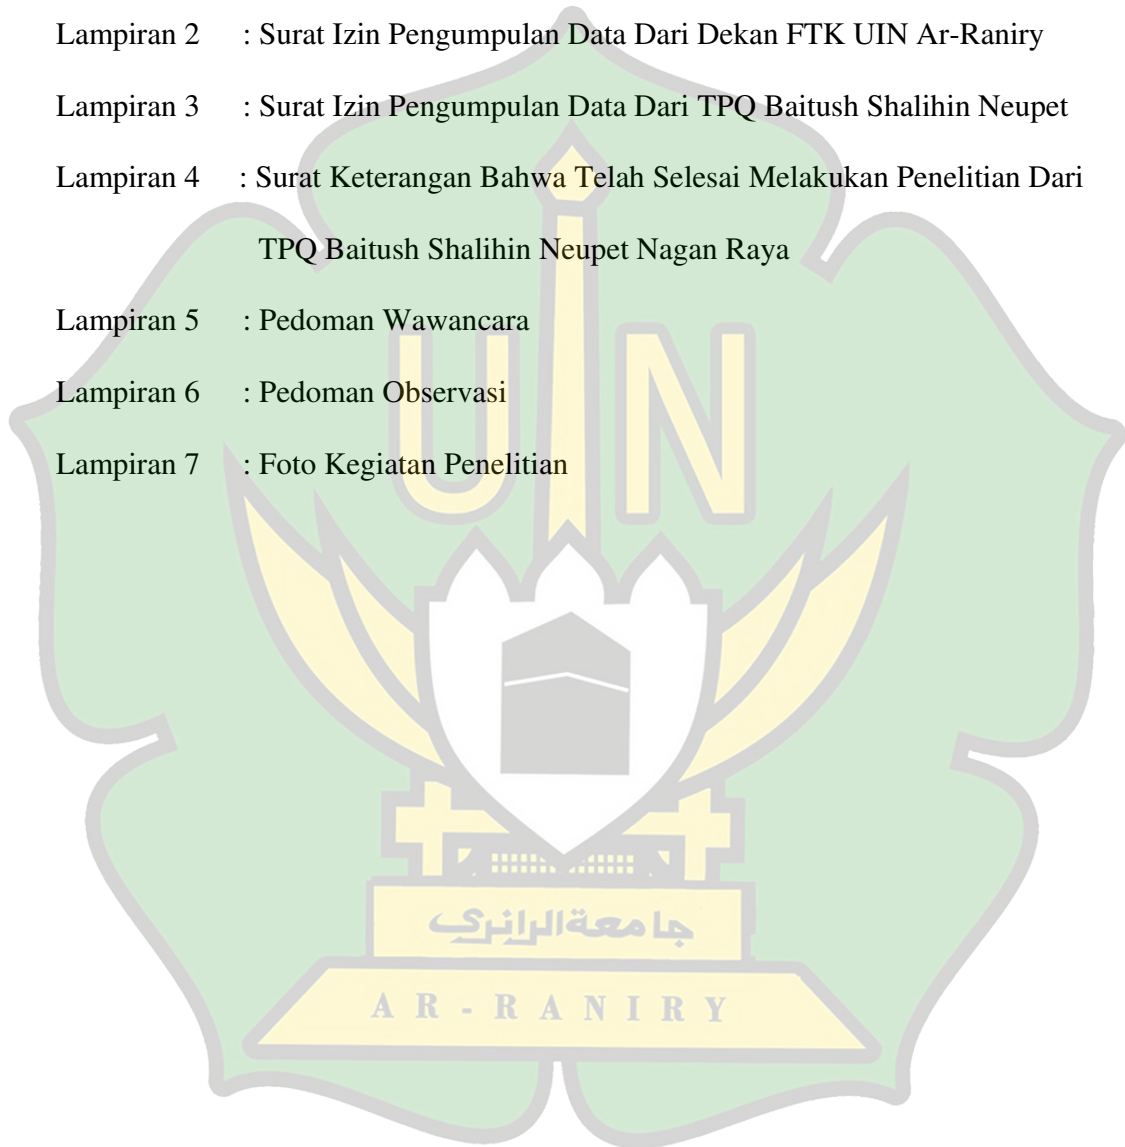 Lampiran 2 : Surat Izin Pengumpulan Data Dari Dekan FTK UIN Ar-Raniry
Lampiran 3 : Surat Izin Pengumpulan Data Dari TPQ Baitush Shalihin Neupet
Lampiran 4 : Surat Keterangan Bahwa Telah Selesai Melakukan Penelitian Dari
TPQ Baitush Shalihin Neupet Nagan Raya
Lampiran 5 : Pedoman Wawancara
Lampiran 6 : Pedoman Observasi
Lampiran 7 : Foto Kegiatan Penelitian
UIN
جامعةالرانري
AR-RANIRY